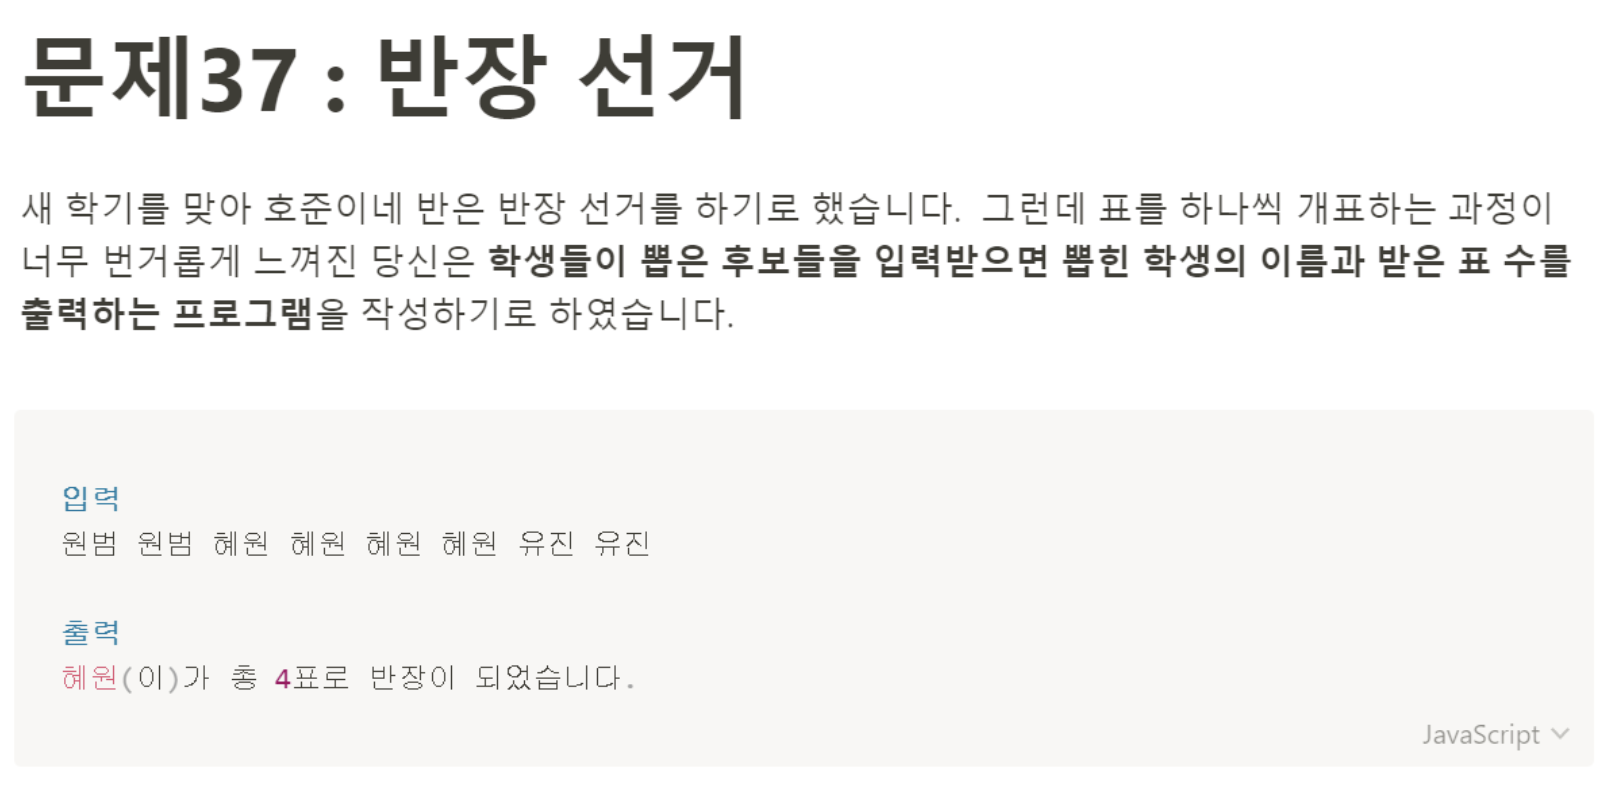 문제37 : 반장 선거
새 학기를 맞아 호준이네 반은 반장 선거를 하기로 했습니다. 그런데 표를 하나씩 개표하는 과정이
너무 번거롭게 느껴진 당신은 학생들이 뽑은 후보들을 입력받으면 뽑힌 학생의 이름과 받은 표 수를
출력하는 프로그램을 작성하기로 하였습니다.
입력
원범 원범 혜원 혜원 혜원 혜원 유진 유진
출력
혜원(이)가 총 4표로 반장이 되었습니다.
JavaScript